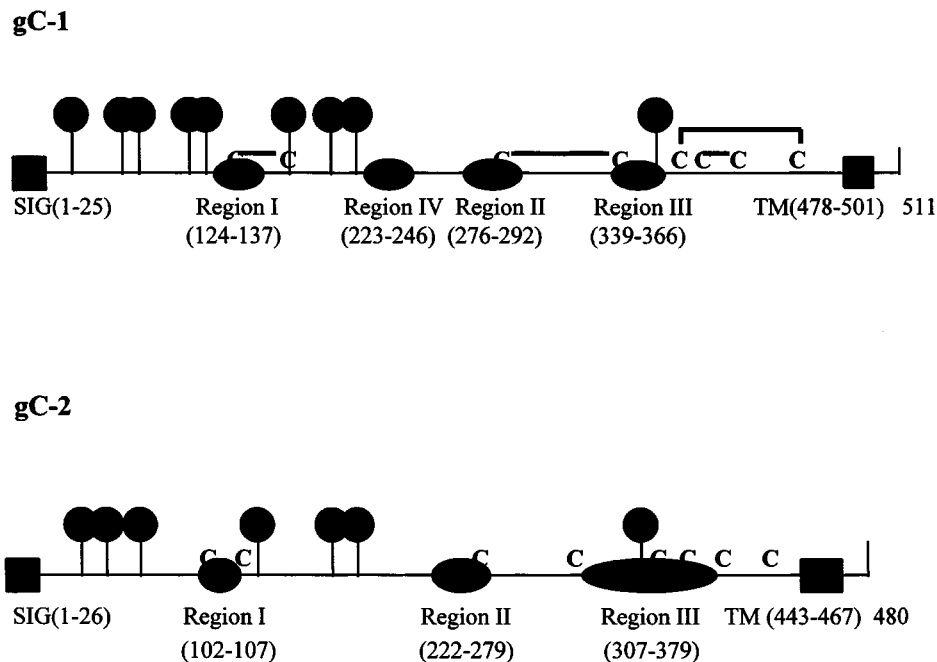 gC-1
C C C C C C C C
SIG(1-25) Region I Region IV Region II Region III TM(478-501) 511
(124-137) (223-246) (276-292) (339-366)
gC-2
C C C C C C C C
SIG(1-26) Region I Region II Region III TM (443-467) 480
(102-107) (222-279) (307-379)